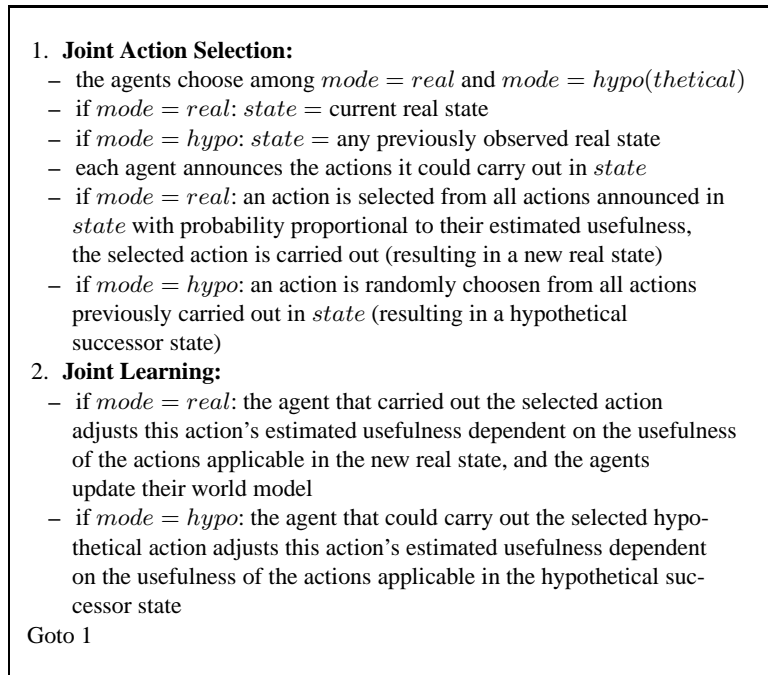 1. Joint Action Selection:
– the agents choose among mode = real and mode = hypo(thetical)
– if mode = real: state = current real state
– if mode = hypo: state = any previously observed real state
– each agent announces the actions it could carry out in state
– if mode = real: an action is selected from all actions announced in
state with probability proportional to their estimated usefulness,
the selected action is carried out (resulting in a new real state)
– if mode = hypo: an action is randomly choosen from all actions
previously carried out in state (resulting in a hypothetical
successor state)
2. Joint Learning:
– if mode = real: the agent that carried out the selected action
adjusts this action's estimated usefulness dependent on the usefulness
of the actions applicable in the new real state, and the agents
update their world model
– if mode = hypo: the agent that could carry out the selected hypo-
thetical action adjusts this action's estimated usefulness dependent
on the usefulness of the actions applicable in the hypothetical suc-
cessor state
Goto 1